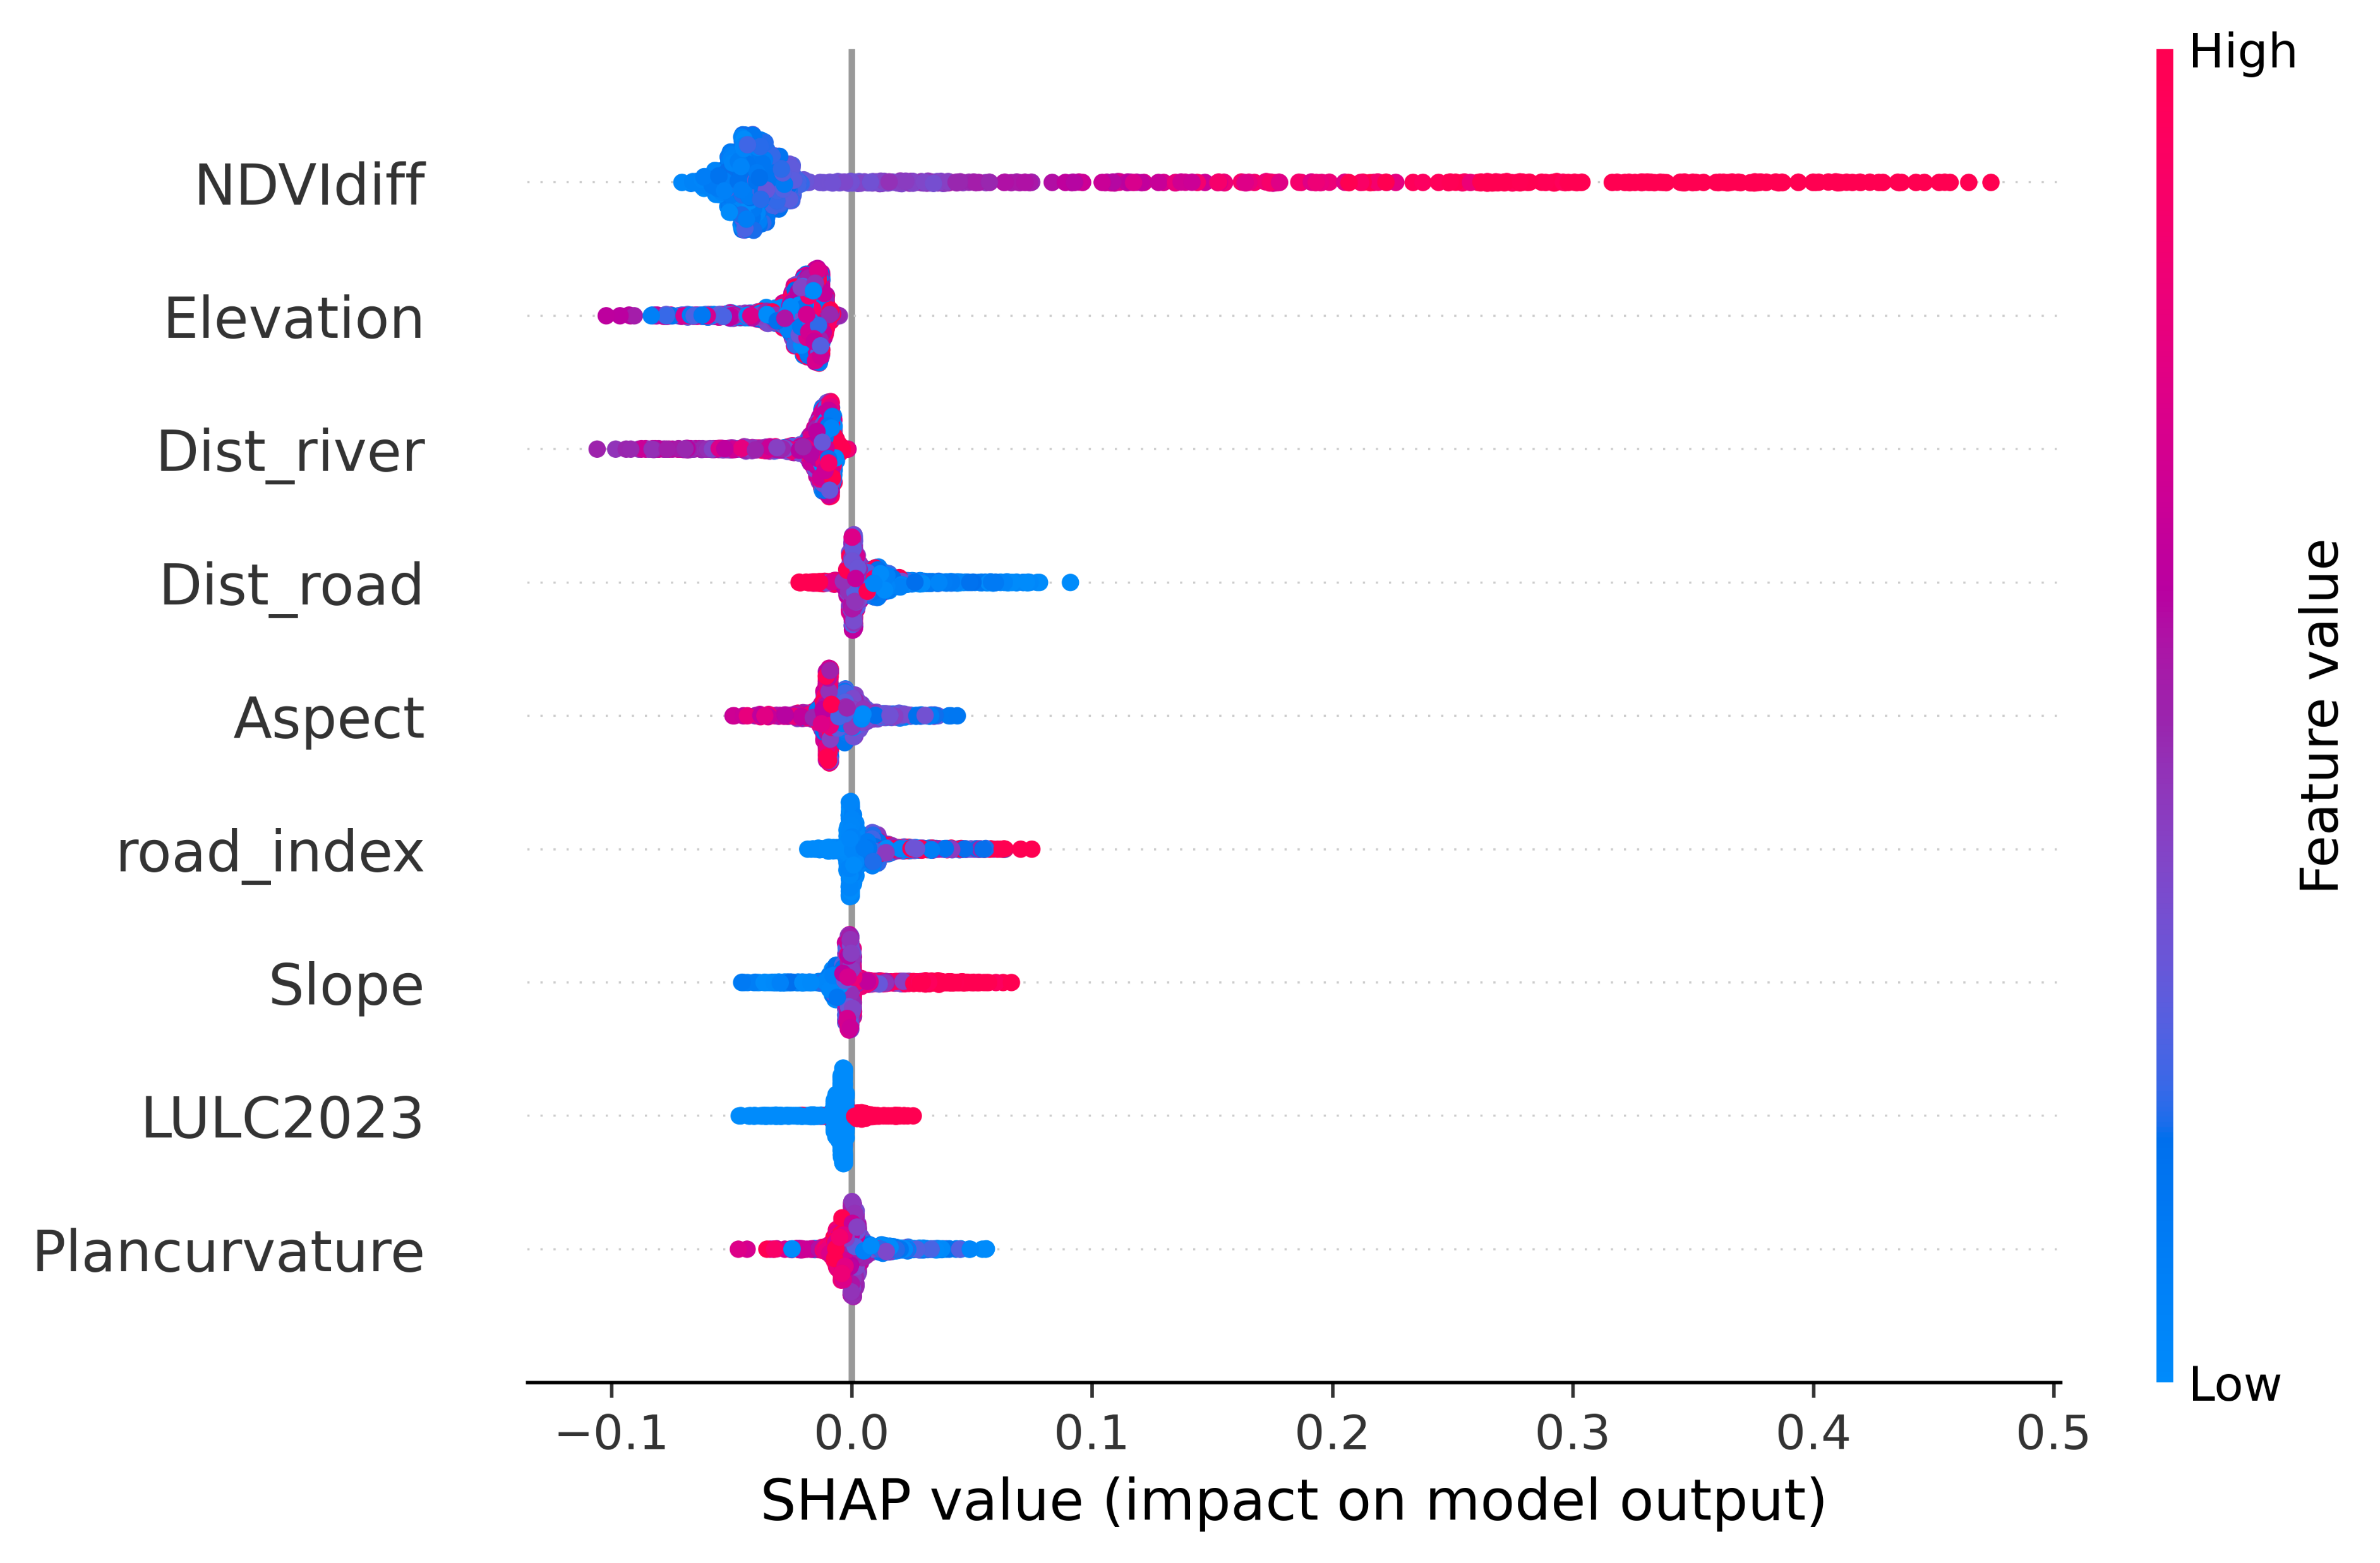 High
NDVIdiff
Elevation
Dist_river
Dist_road
Aspect
road_index
Slope
LULC2023
Plancurvature
Feature value
Low
−0.1 0.0 0.1 0.2 0.3 0.4 0.5
SHAP value (impact on model output)